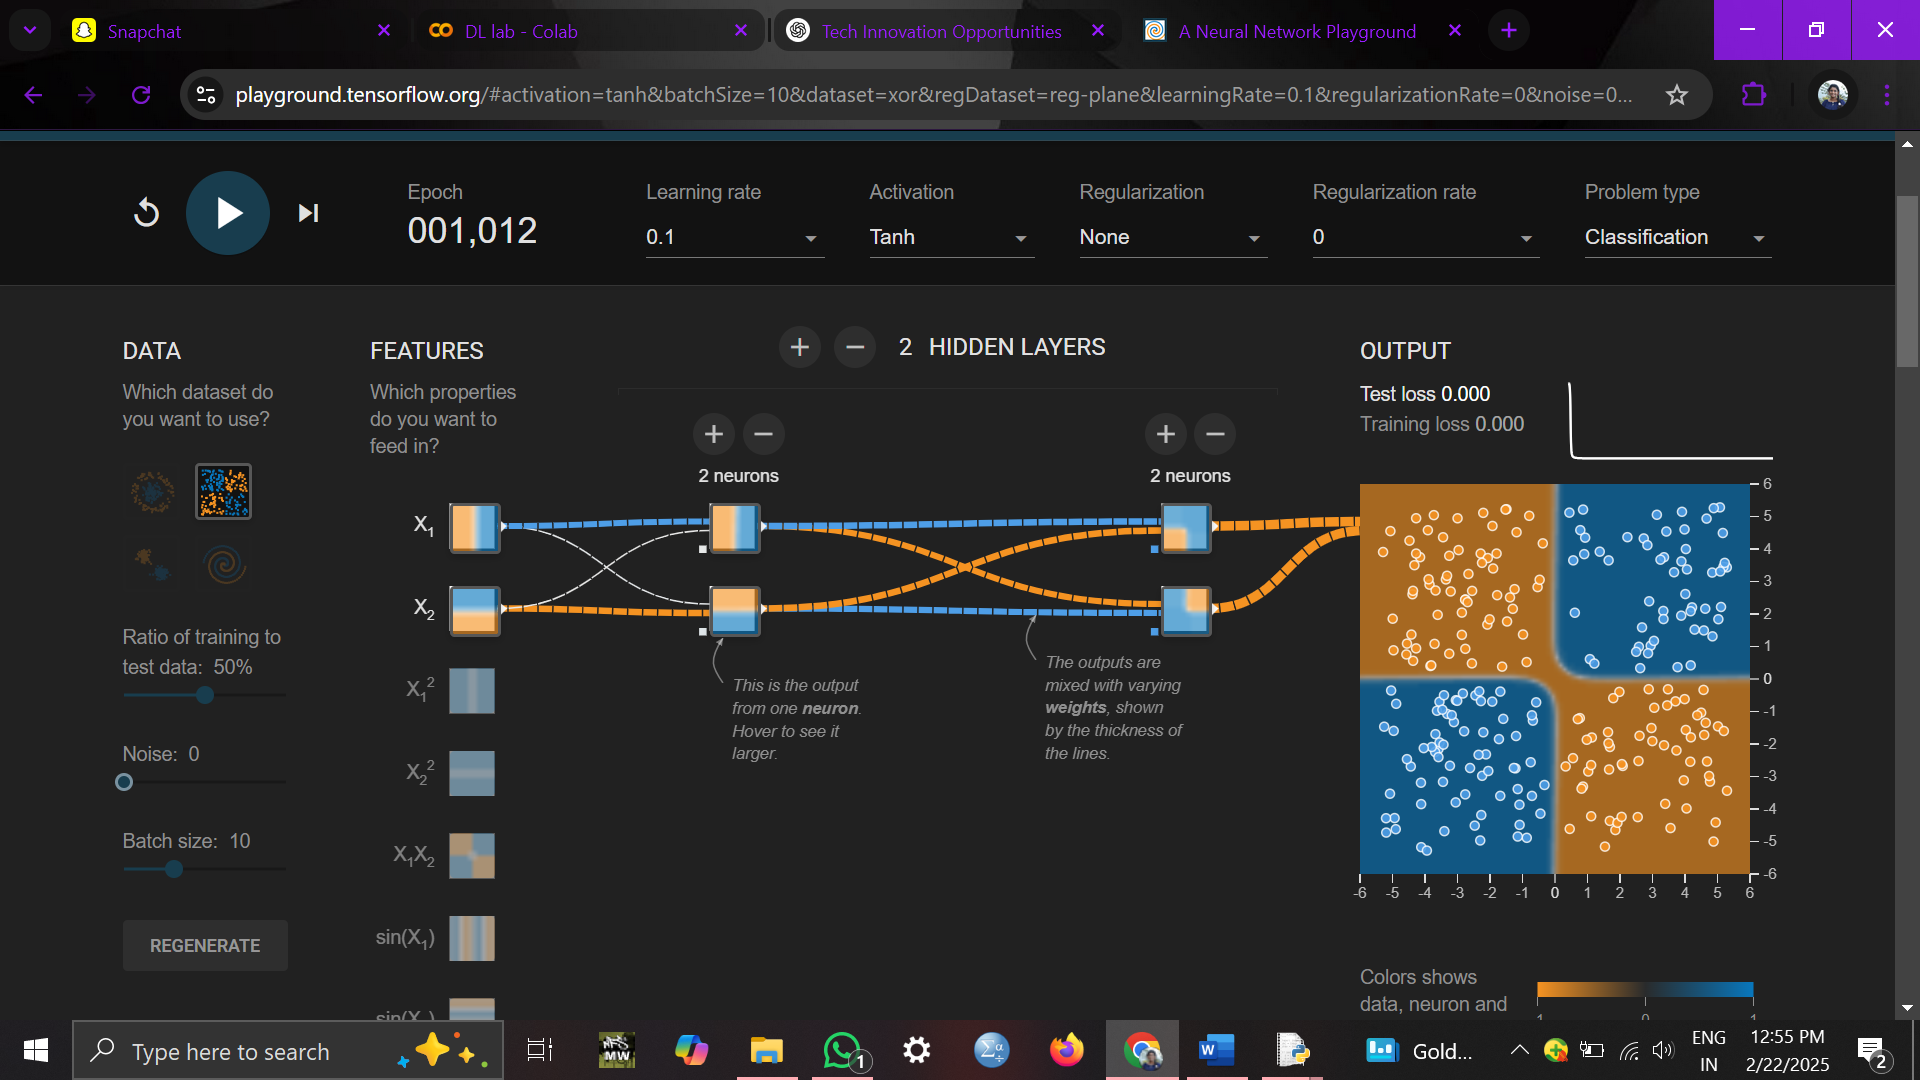 Snapchat
DL lab - Colab
Tech Innovation Opportunities
A Neural Network Playground
playground.tensorflow.org/#activation=tanh&batchSize=10&dataset=xor&regDataset=reg-plane&learningRate=0.1&regularizationRate=0&noise=0...
Epoch
001,012
Learning rate
0.1
Activation
Tanh
Regularization
None
Regularization rate
0
Problem type
Classification
DATA
Which dataset do
you want to use?
Ratio of training to
test data: 50%
Noise: 0
Batch size: 10
REGENERATE
FEATURES
Which properties
do you want to
feed in?
X1
X2
X1²
X2²
X1X2
sin(X1)
+ − 2 HIDDEN LAYERS
+ −
2 neurons
+ −
2 neurons
This is the output
from one neuron.
Hover to see it
larger.
The outputs are
mixed with varying
weights, shown
by the thickness of
the lines.
OUTPUT
Test loss 0.000
Training loss 0.000
6
5
4
3
2
1
0
-1
-2
-3
-4
-5
-6
-6 -5 -4 -3 -2 -1 0 1 2 3 4 5 6
Colors shows
data, neuron and
Type here to search
MW
1
Gold...
ENG
IN
12:55 PM
2/22/2025
2